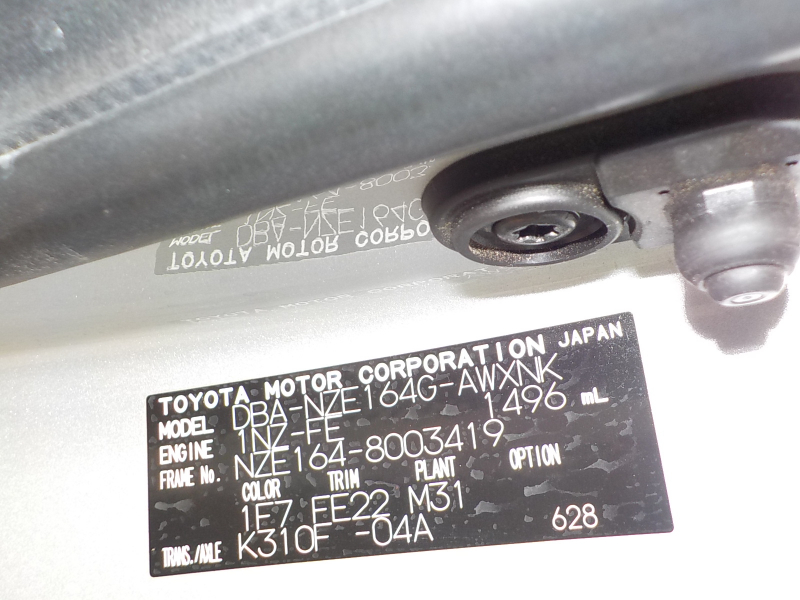 TOYOTA MOTOR CORPORATION JAPAN
MODEL DBA-NZE164G-AWXNK
ENGINE 1NZ-FE 1496 mL
FRAME No. NZE164-8003419
COLOR TRIM PLANT OPTION
1F7 FE22 M31
TRANS./AXLE K310F -04A 628